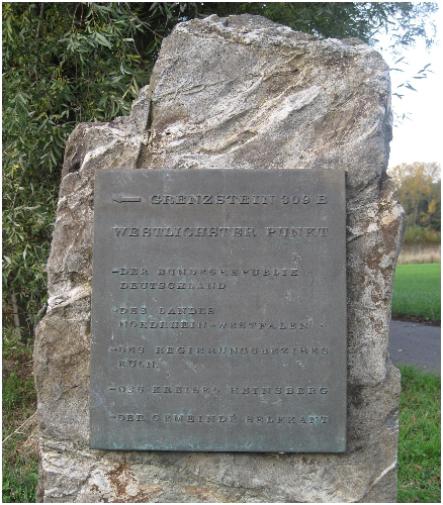 ← GRENZSTEIN 309 B
WESTLICHSTER PUNKT
-DER BUNDESREPUBLIK
DEUTSCHLAND
-DES LANDES
NORDRHEIN-WESTFALEN
-DES REGIERUNGSBEZIRKS
KÖLN
-DES KREISES HEINSBERG
-DER GEMEINDE SELFKANT